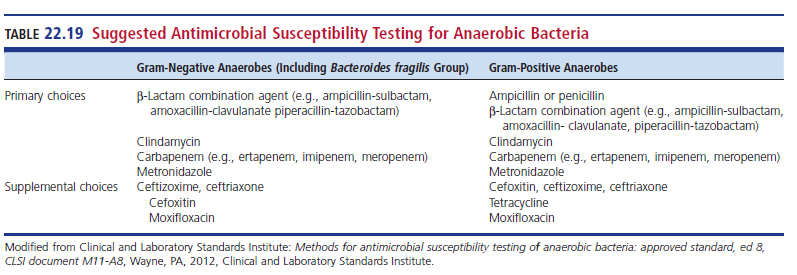 TABLE 22.19 Suggested Antimicrobial Susceptibility Testing for Anaerobic Bacteria
Gram-Negative Anaerobes (Including Bacteroides fragilis Group) Gram-Positive Anaerobes
Primary choices β-Lactam combination agent (e.g., ampicillin-sulbactam, Ampicillin or penicillin
amoxacillin-clavulanate piperacillin-tazobactam) β-Lactam combination agent (e.g., ampicillin-sulbactam,
amoxacillin- clavulanate, piperacillin-tazobactam)
Clindamycin Clindamycin
Carbapenem (e.g., ertapenem, imipenem, meropenem) Carbapenem (e.g., ertapenem, imipenem, meropenem)
Metronidazole Metronidazole
Supplemental choices Ceftizoxime, ceftriaxone Cefoxitin, ceftizoxime, ceftriaxone
Cefoxitin Tetracycline
Moxifloxacin Moxifloxacin
Modified from Clinical and Laboratory Standards Institute: Methods for antimicrobial susceptibility testing of anaerobic bacteria: approved standard, ed 8,
CLSI document M11-A8, Wayne, PA, 2012, Clinical and Laboratory Standards Institute.